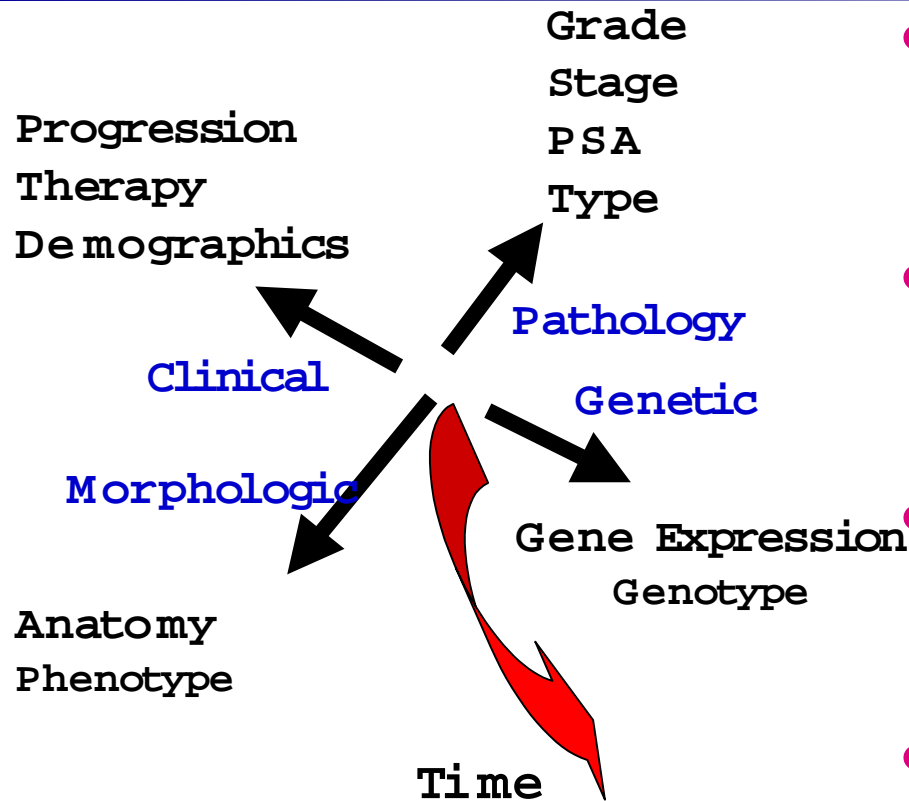 Grade
Stage
PSA
Type
Progression
Therapy
Demographics
Pathology
Clinical
Genetic
Morphologic
Gene Expression
Genotype
Anatomy
Phenotype
Time